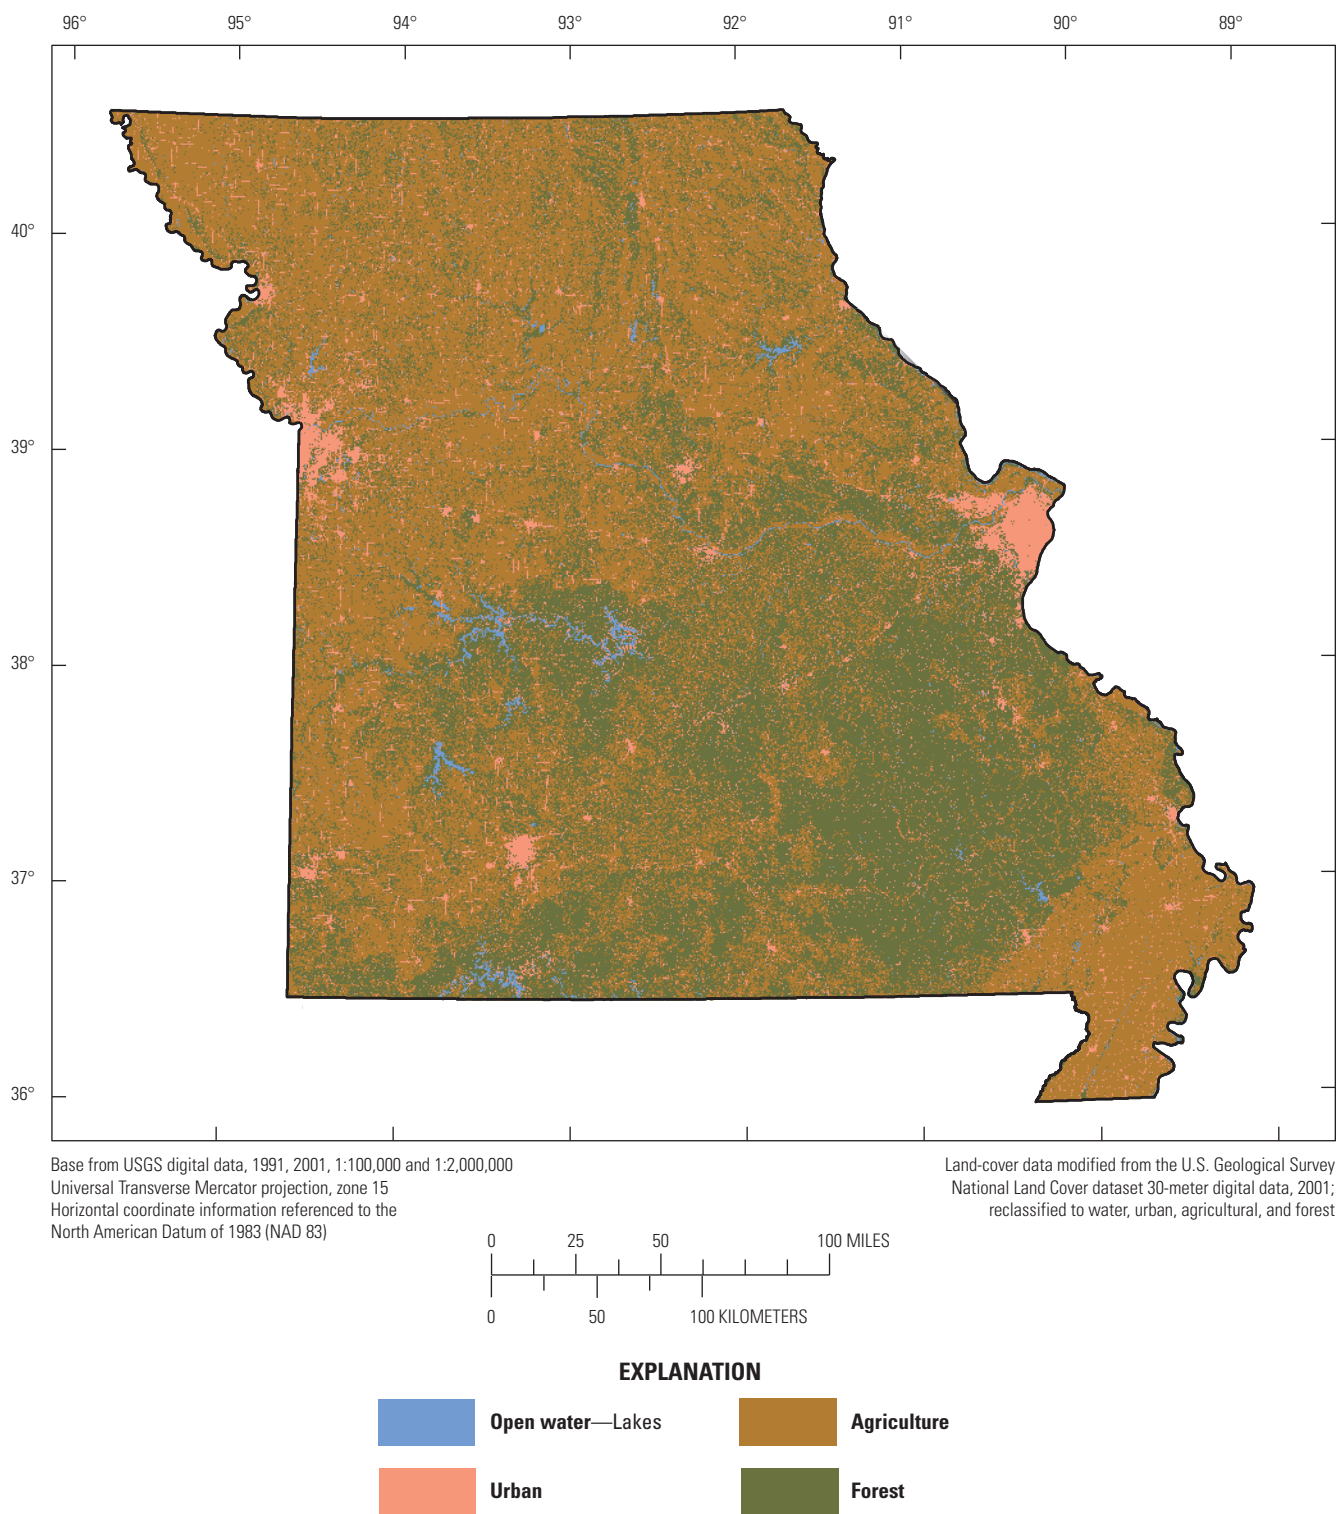 96° 95° 94° 93° 92° 91° 90° 89°
40°
39°
38°
37°
36°
Base from USGS digital data, 1991, 2001, 1:100,000 and 1:2,000,000
Universal Transverse Mercator projection, zone 15
Horizontal coordinate information referenced to the
North American Datum of 1983 (NAD 83)
Land-cover data modified from the U.S. Geological Survey
National Land Cover dataset 30-meter digital data, 2001;
reclassified to water, urban, agricultural, and forest
0 25 50 100 MILES
0 50 100 KILOMETERS
EXPLANATION
Open water—Lakes
Agriculture
Urban
Forest